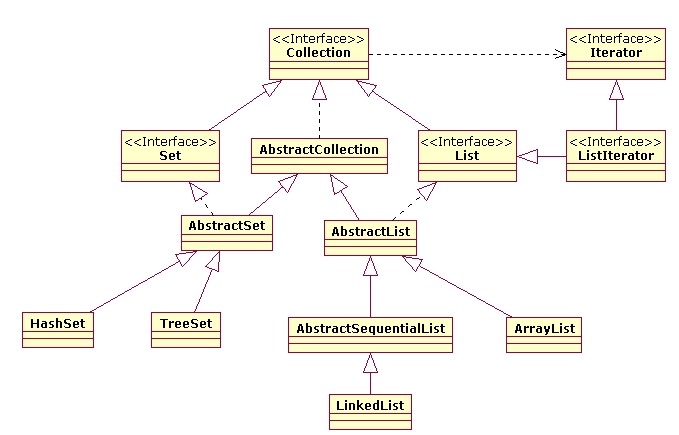 <<Interface>>
Collection
<<Interface>>
Iterator
<<Interface>>
Set
AbstractCollection
<<Interface>>
List
<<Interface>>
ListIterator
AbstractSet
AbstractList
HashSet
TreeSet
AbstractSequentialList
ArrayList
LinkedList